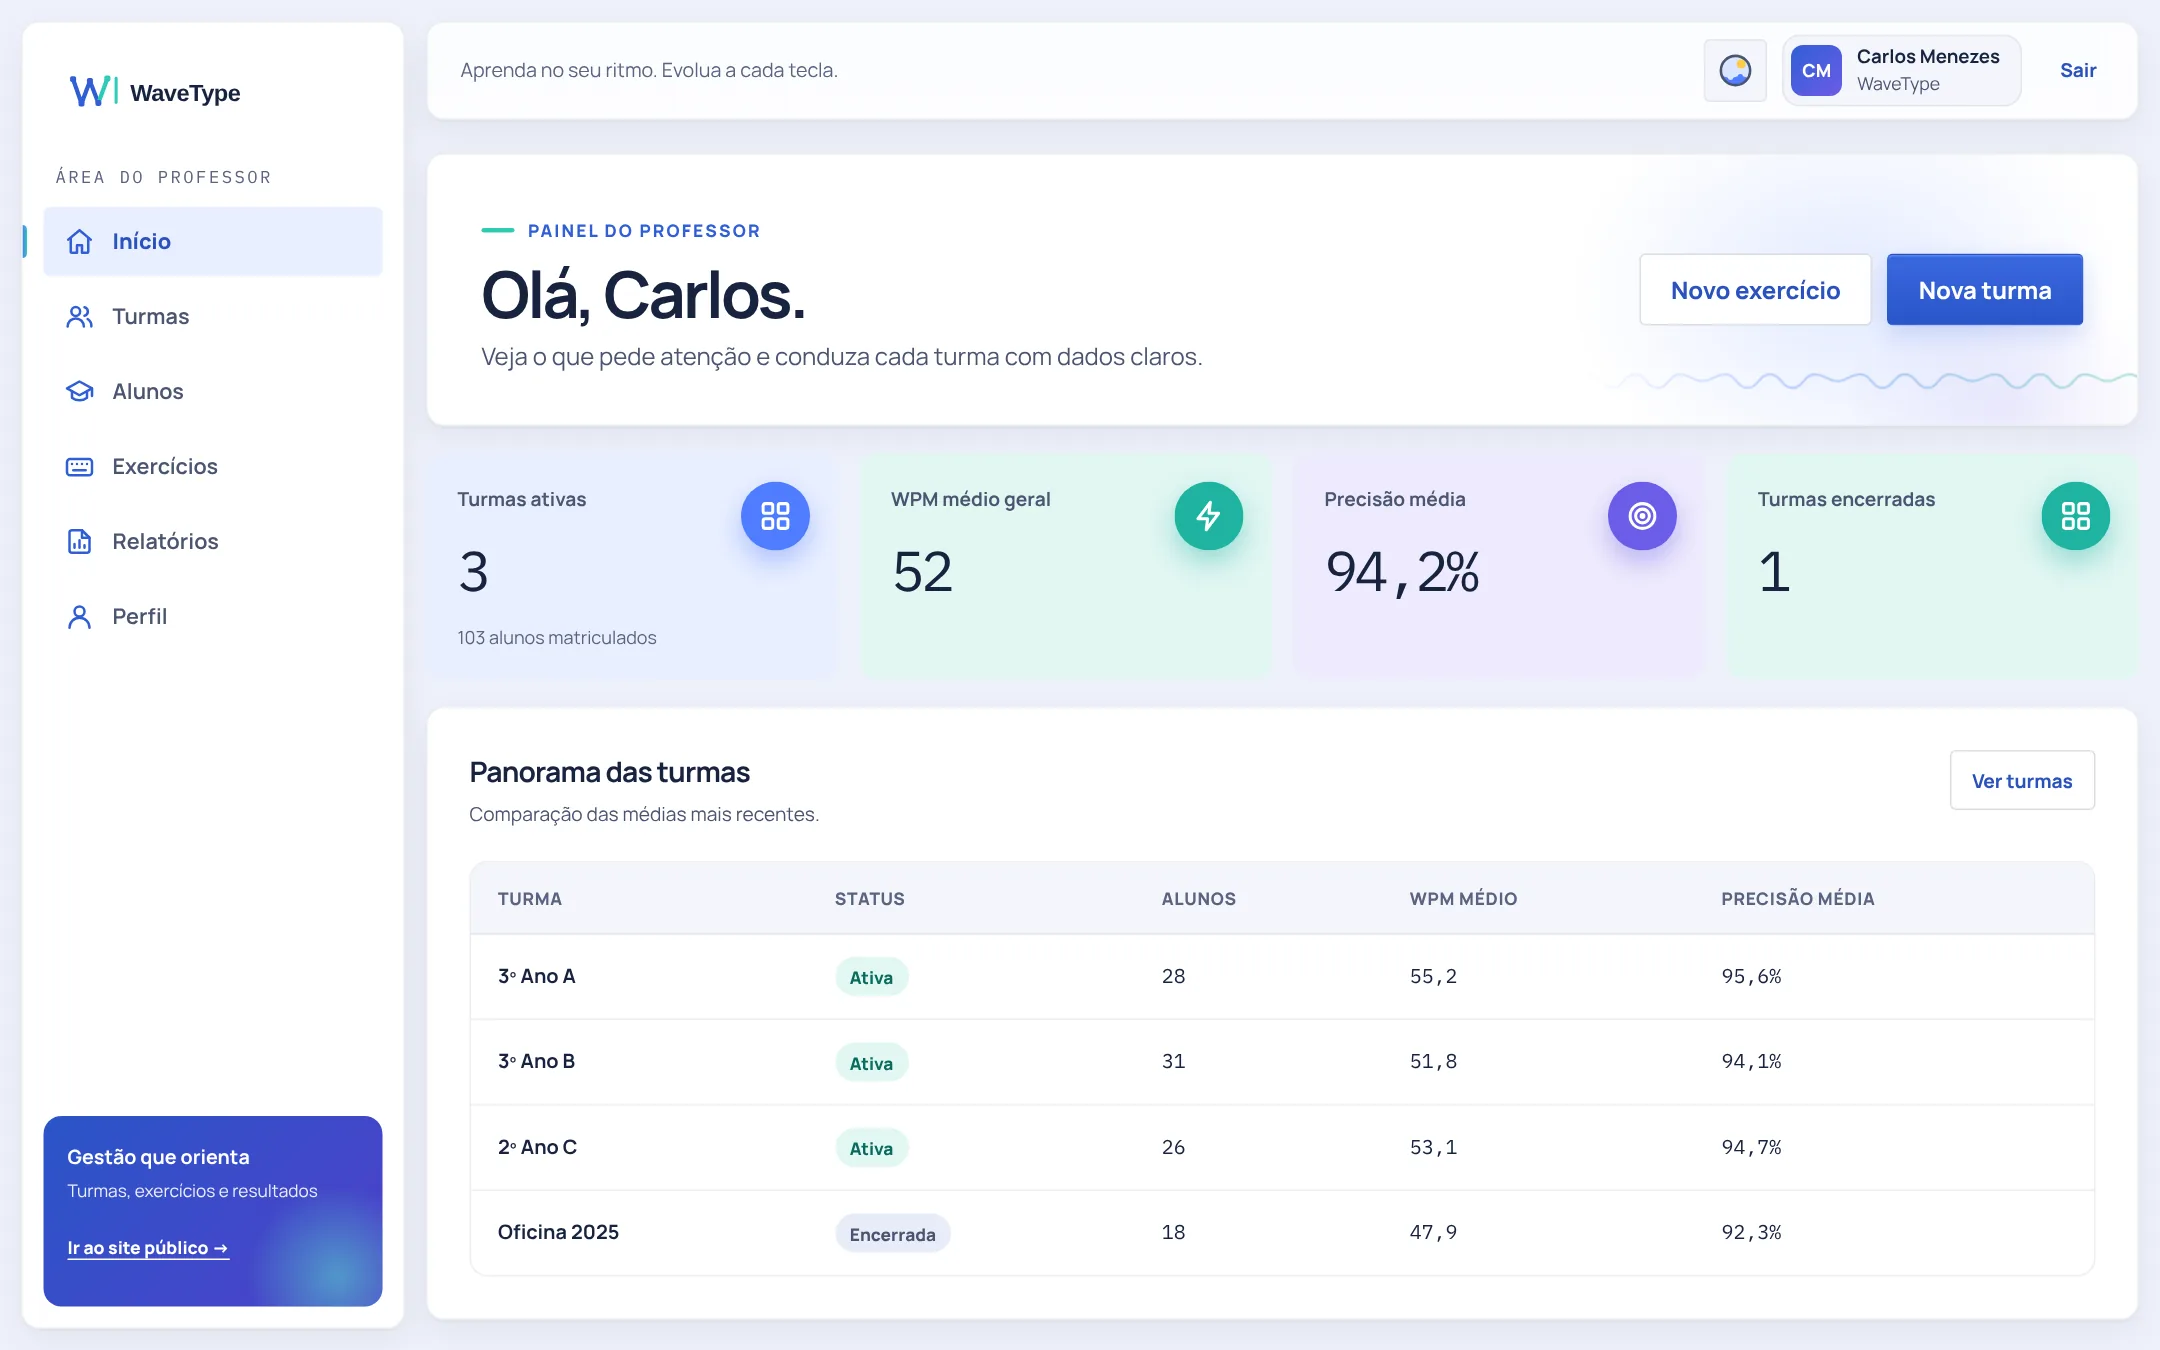 WaveType
ÁREA DO PROFESSOR
Início
Turmas
Alunos
Exercícios
Relatórios
Perfil
Gestão que orienta
Turmas, exercícios e resultados
Ir ao site público →
Aprenda no seu ritmo. Evolua a cada tecla.
CM
Carlos Menezes
WaveType
Sair
PAINEL DO PROFESSOR
Olá, Carlos.
Veja o que pede atenção e conduza cada turma com dados claros.
Novo exercício
Nova turma
Turmas ativas
3
103 alunos matriculados
WPM médio geral
52
Precisão média
94,2%
Turmas encerradas
1
Panorama das turmas
Comparação das médias mais recentes.
Ver turmas
TURMA STATUS ALUNOS WPM MÉDIO PRECISÃO MÉDIA
3º Ano A Ativa 28 55,2 95,6%
3º Ano B Ativa 31 51,8 94,1%
2º Ano C Ativa 26 53,1 94,7%
Oficina 2025 Encerrada 18 47,9 92,3%